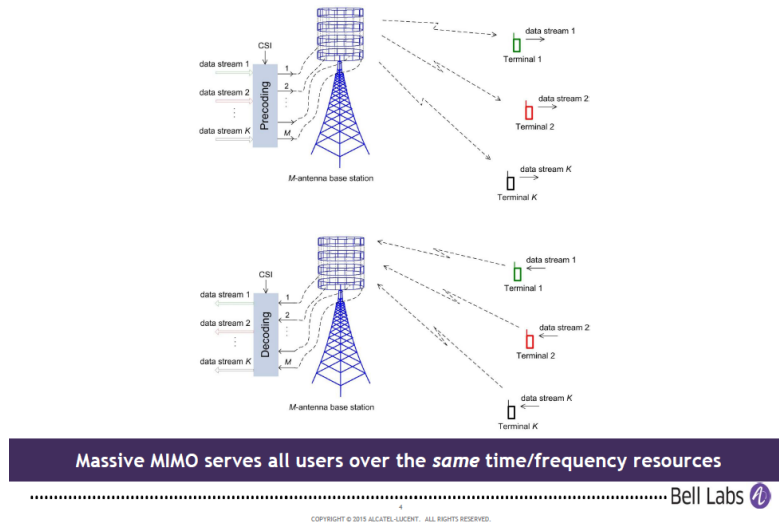 CSI
data stream 1
1
data stream 1
Terminal 1
data stream 2
2
Precoding
data stream 2
Terminal 2
data stream K
M
data stream K
M-antenna base station
Terminal K
CSI
data stream 1
1
data stream 1
Terminal 1
data stream 2
2
Decoding
data stream 2
Terminal 2
data stream K
M
M-antenna base station
data stream K
Terminal K
Massive MIMO serves all users over the same time/frequency resources
Bell Labs
4
COPYRIGHT © 2015 ALCATEL-LUCENT. ALL RIGHTS RESERVED.